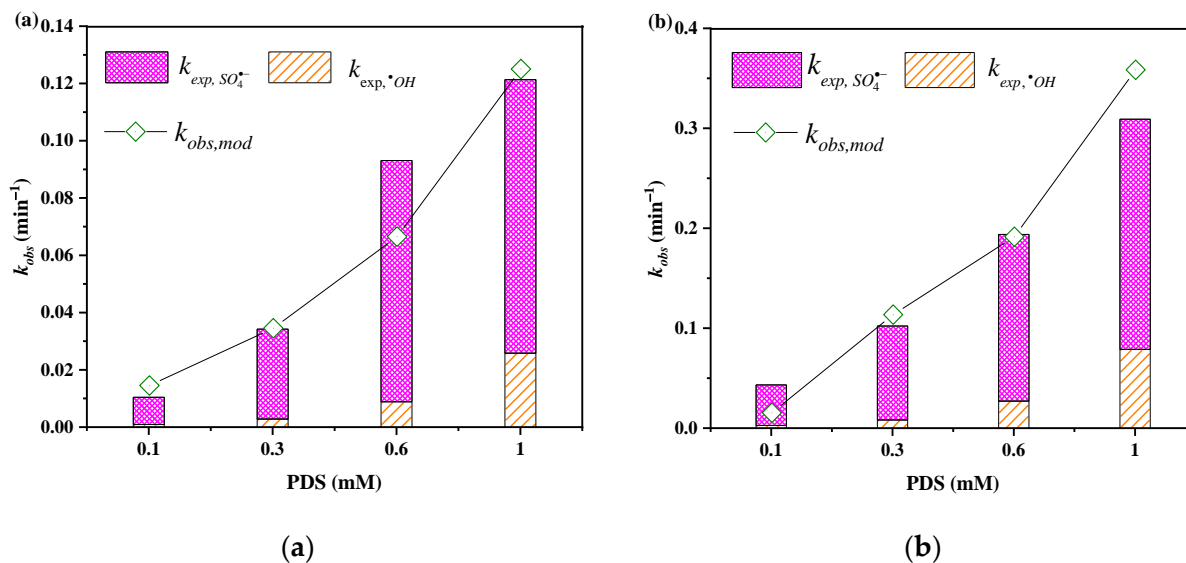 (a)
0.14
0.12
0.10
0.08
0.06
0.04
0.02
0.00
k_obs (min⁻¹)
k_exp, SO₄•⁻
k_exp,•OH
k_obs,mod
0.1 0.3 0.6 1
PDS (mM)
(a)
(b)
0.4
0.3
0.2
0.1
0.0
k_obs (min⁻¹)
k_exp, SO₄•⁻
k_exp,•OH
k_obs,mod
0.1 0.3 0.6 1
PDS (mM)
(b)